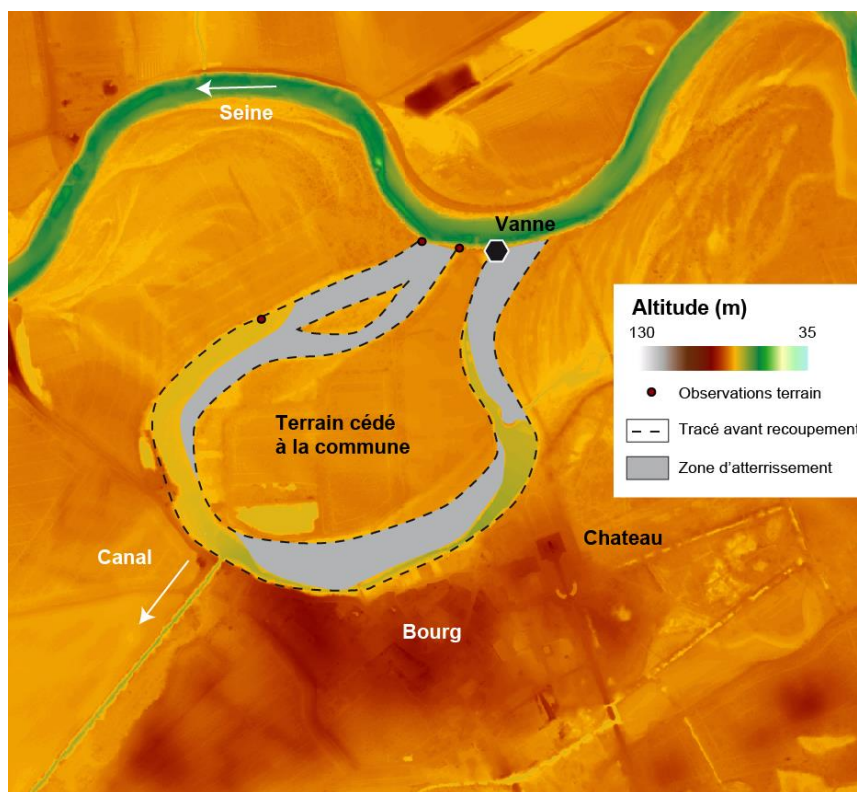 Seine
Vanne
Altitude (m)
130 35
Observations terrain
Tracé avant recoupement
Zone d'atterrissement
Terrain cédé
à la commune
Chateau
Canal
Bourg